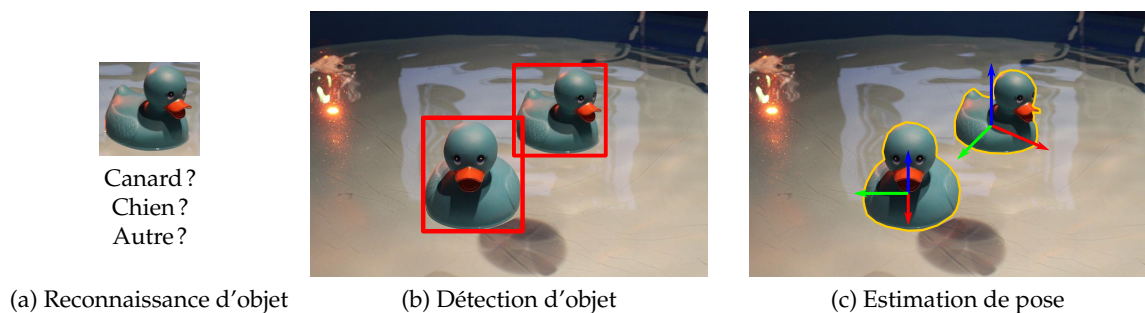 Canard ?
Chien ?
Autre ?
(a) Reconnaissance d'objet
(b) Détection d'objet
(c) Estimation de pose